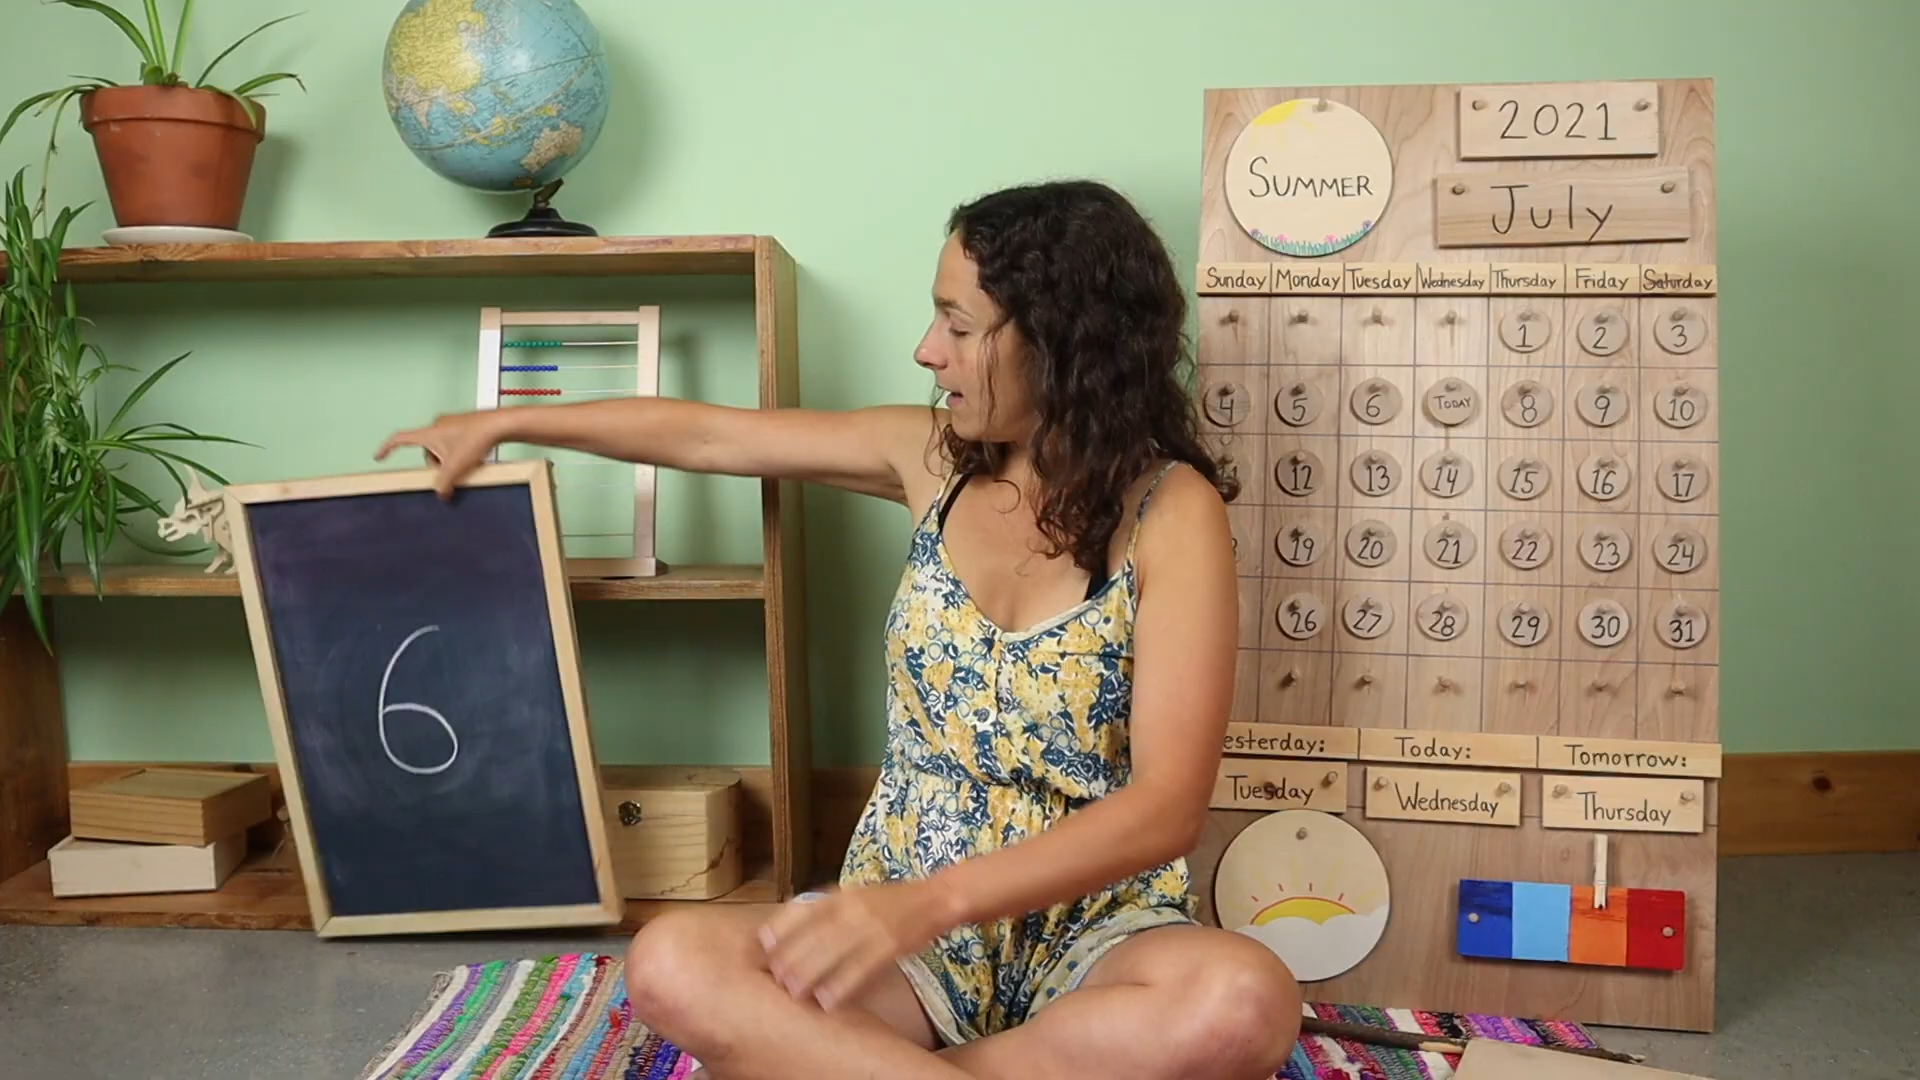 2021
SUMMER
July
Sunday Monday Tuesday Wednesday Thursday Friday Saturday
1 2 3
4 5 6 TODAY 8 9 10
12 13 14 15 16 17
19 20 21 22 23 24
26 27 28 29 30 31
6
esterday: Today: Tomorrow:
Tuesday Wednesday Thursday